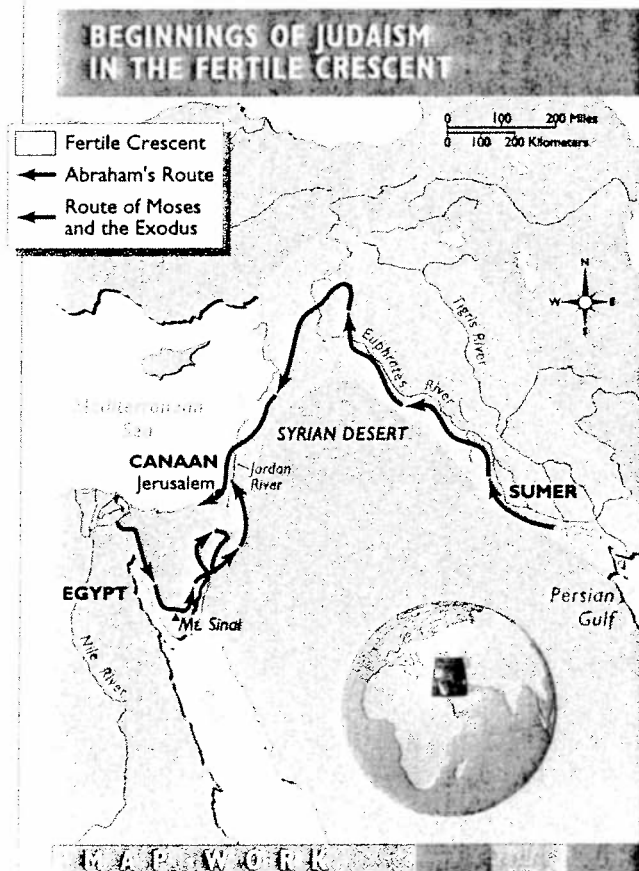 BEGINNINGS OF JUDAISM
IN THE FERTILE CRESCENT
0 100 200 Miles
0 100 200 Kilometers
Fertile Crescent
Abraham's Route
Route of Moses
and the Exodus
N
W E
S
Tigris River
Euphrates River
Mediterranean
Sea
SYRIAN DESERT
CANAAN
Jerusalem
Jordan
River
SUMER
EGYPT
Mt. Sinai
Nile River
Persian
Gulf
MAP WORK